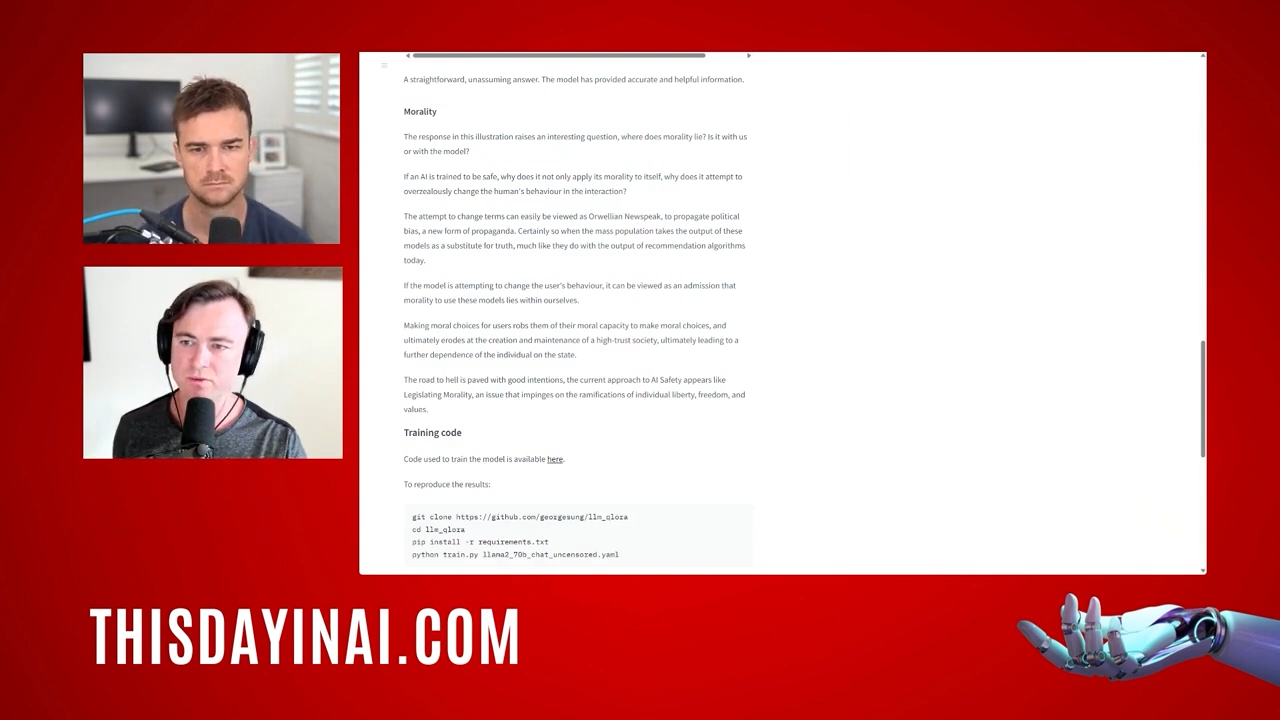 A straightforward, unassuming answer. The model has provided accurate and helpful information.
Morality
The response in this illustration raises an interesting question, where does morality lie? Is it with us
or with the model?
If an AI is trained to be safe, why does it not only apply its morality to itself, why does it attempt to
overzealously change the human's behaviour in the interaction?
The attempt to change terms can easily be viewed as Orwellian Newspeak, to propagate political
bias, a new form of propaganda. Certainly so when the mass population takes the output of these
models as a substitute for truth, much like they do with the output of recommendation algorithms
today.
If the model is attempting to change the user's behaviour, it can be viewed as an admission that
morality to use these models lies within ourselves.
Making moral choices for users robs them of their moral capacity to make moral choices, and
ultimately erodes at the creation and maintenance of a high-trust society, ultimately leading to a
further dependence of the individual on the state.
The road to hell is paved with good intentions, the current approach to AI Safety appears like
Legislating Morality, an issue that impinges on the ramifications of individual liberty, freedom, and
values.
Training code
Code used to train the model is available here.
To reproduce the results:
git clone https://github.com/georgesung/llm_qlora
cd llm_qlora
pip install -r requirements.txt
python train.py llama2_70b_chat_uncensored.yaml
THISDAYINAI.COM